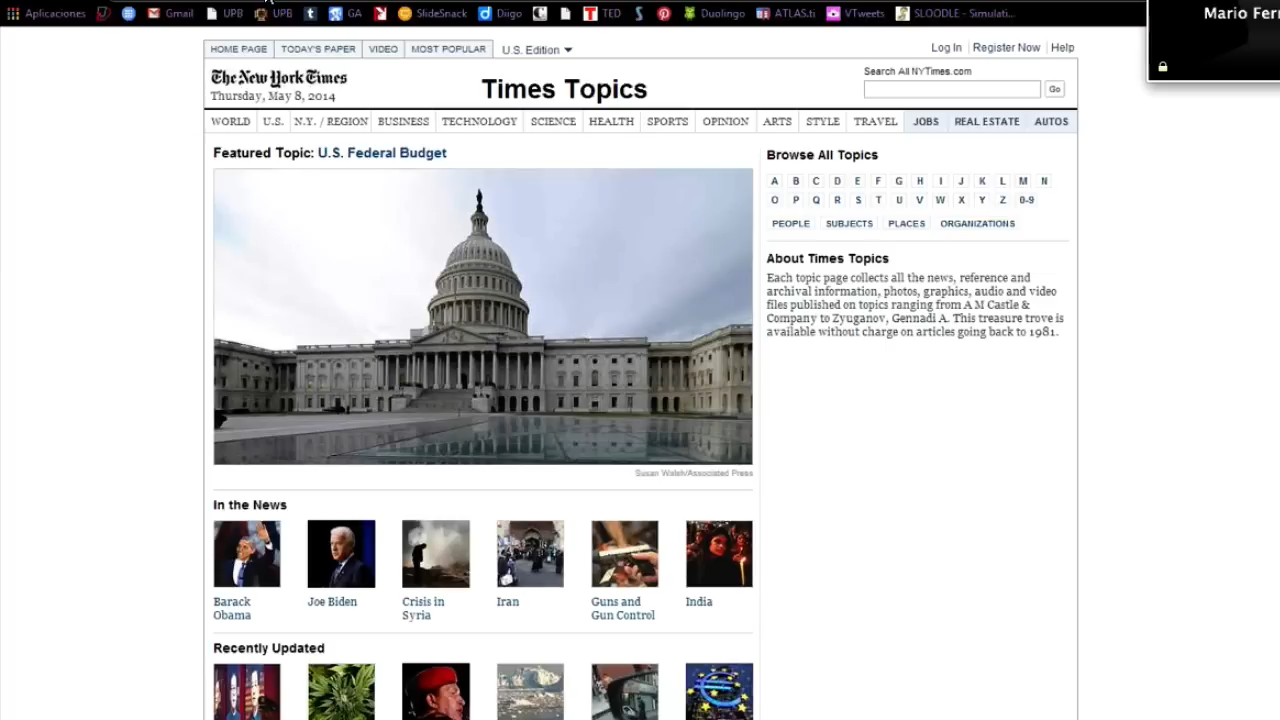 Aplicaciones Gmail UPB UPB GA SlideSnack Diigo TED Duolingo ATLAS.ti VTweets SLOODLE - Simulati...
Mario Ferr
HOME PAGE TODAY'S PAPER VIDEO MOST POPULAR U.S. Edition
Log In Register Now Help
The New York Times
Thursday, May 8, 2014
Times Topics
Search All NYTimes.com
Go
WORLD U.S. N.Y. / REGION BUSINESS TECHNOLOGY SCIENCE HEALTH SPORTS OPINION ARTS STYLE TRAVEL JOBS REAL ESTATE AUTOS
Featured Topic: U.S. Federal Budget
Susan Walsh/Associated Press
In the News
Barack
Obama
Joe Biden
Crisis in
Syria
Iran
Guns and
Gun Control
India
Recently Updated
Browse All Topics
A B C D E F G H I J K L M N
O P Q R S T U V W X Y Z 0-9
PEOPLE SUBJECTS PLACES ORGANIZATIONS
About Times Topics
Each topic page collects all the news, reference and
archival information, photos, graphics, audio and video
files published on topics ranging from A M Castle &
Company to Zyuganov, Gennadi A. This treasure trove is
available without charge on articles going back to 1981.